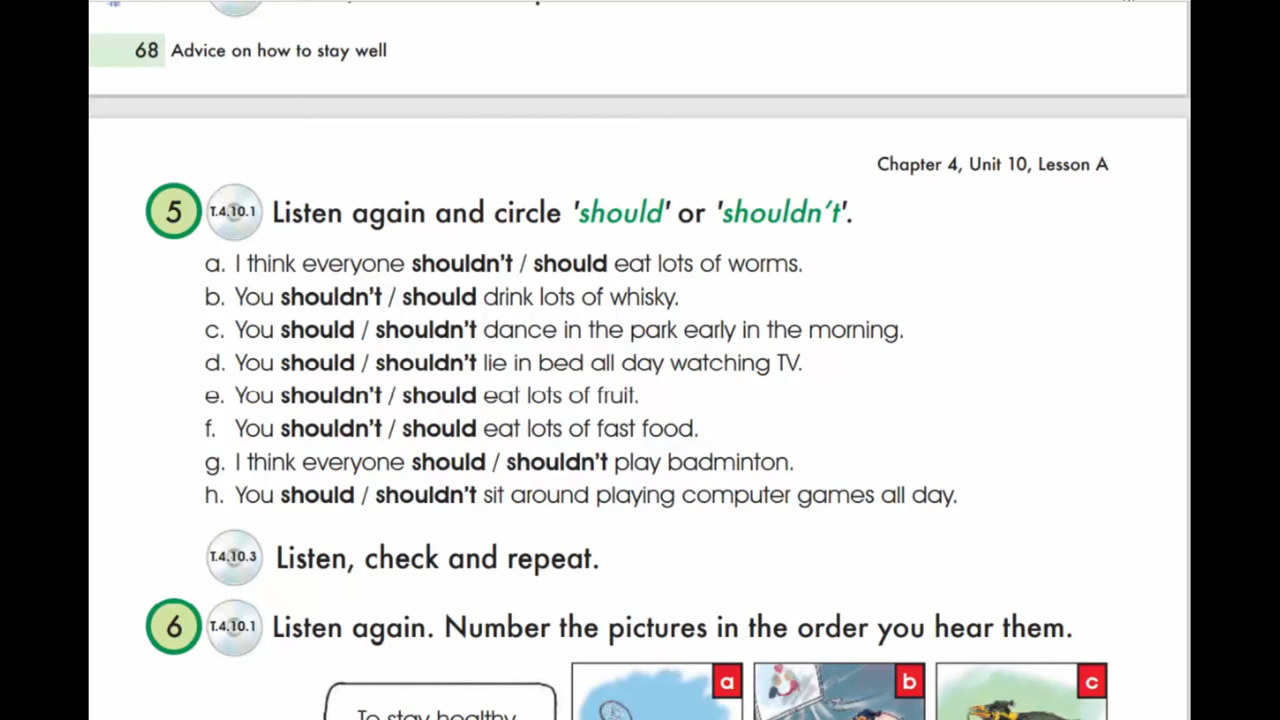 68 Advice on how to stay well
Chapter 4, Unit 10, Lesson A
5 T.4.10.1 Listen again and circle 'should' or 'shouldn't'.
a. I think everyone shouldn't / should eat lots of worms.
b. You shouldn't / should drink lots of whisky.
c. You should / shouldn't dance in the park early in the morning.
d. You should / shouldn't lie in bed all day watching TV.
e. You shouldn't / should eat lots of fruit.
f. You shouldn't / should eat lots of fast food.
g. I think everyone should / shouldn't play badminton.
h. You should / shouldn't sit around playing computer games all day.
T.4.10.3 Listen, check and repeat.
6 T.4.10.1 Listen again. Number the pictures in the order you hear them.
a b c
To stay healthy